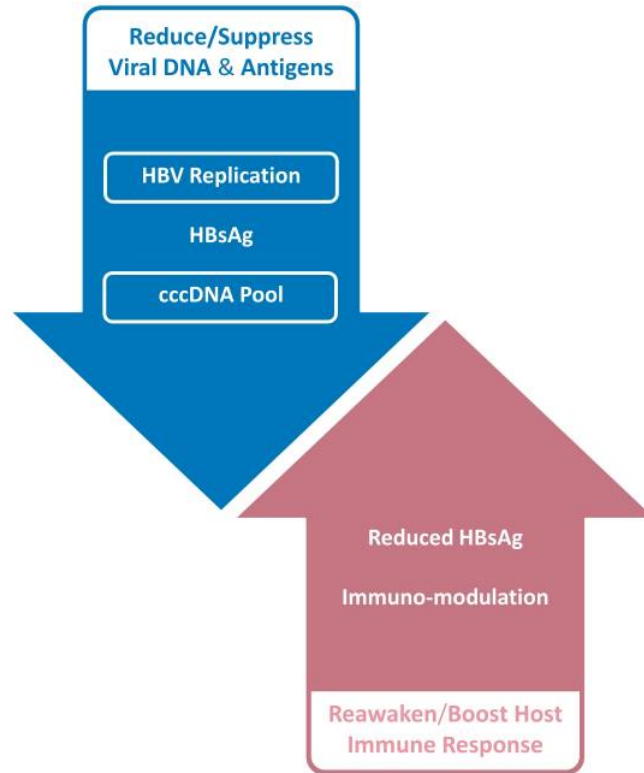 Reduce/Suppress
Viral DNA & Antigens
HBV Replication
HBsAg
cccDNA Pool
Reduced HBsAg
Immuno-modulation
Reawaken/Boost Host
Immune Response